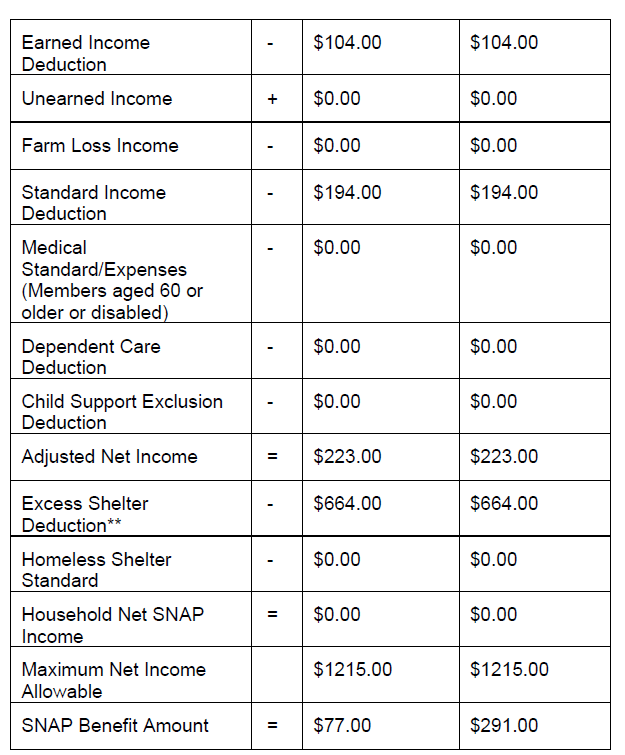 Earned Income - $104.00 $104.00
Deduction
Unearned Income + $0.00 $0.00
Farm Loss Income - $0.00 $0.00
Standard Income - $194.00 $194.00
Deduction
Medical - $0.00 $0.00
Standard/Expenses
(Members aged 60 or
older or disabled)
Dependent Care - $0.00 $0.00
Deduction
Child Support Exclusion - $0.00 $0.00
Deduction
Adjusted Net Income = $223.00 $223.00
Excess Shelter - $664.00 $664.00
Deduction**
Homeless Shelter - $0.00 $0.00
Standard
Household Net SNAP = $0.00 $0.00
Income
Maximum Net Income $1215.00 $1215.00
Allowable
SNAP Benefit Amount = $77.00 $291.00